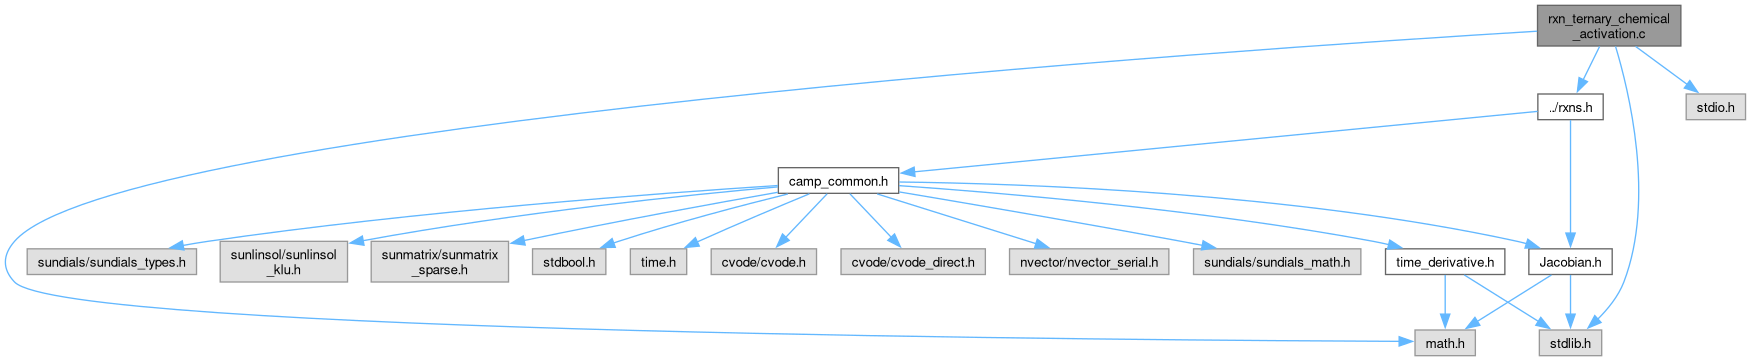 rxn_ternary_chemical
_activation.c
../rxns.h
stdio.h
camp_common.h
sundials/sundials_types.h
sunlinsol/sunlinsol
_klu.h
sunmatrix/sunmatrix
_sparse.h
stdbool.h
time.h
cvode/cvode.h
cvode/cvode_direct.h
nvector/nvector_serial.h
sundials/sundials_math.h
time_derivative.h
Jacobian.h
math.h
stdlib.h